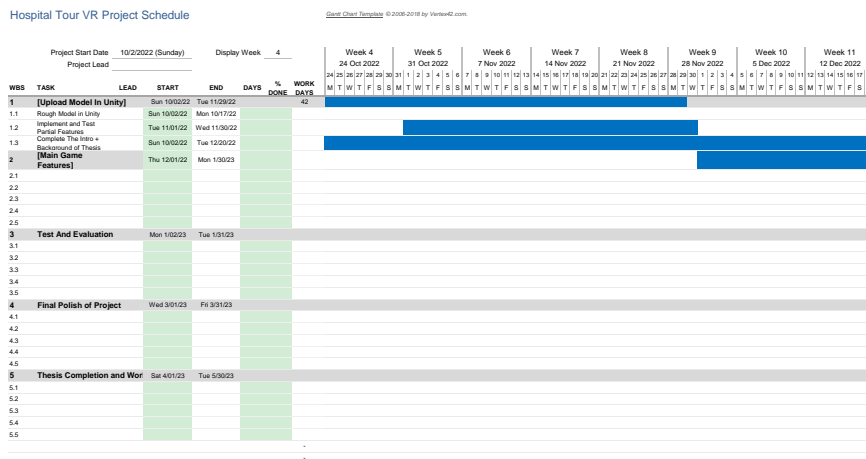 Hospital Tour VR Project Schedule
Gantt Chart Template © 2006-2018 by Vertex42.com.
Project Start Date 10/2/2022 (Sunday) Display Week 4 Week 4 Week 5 Week 6 Week 7 Week 8 Week 9 Week 10 Week 11
Project Lead 24 Oct 2022 31 Oct 2022 7 Nov 2022 14 Nov 2022 21 Nov 2022 28 Nov 2022 5 Dec 2022 12 Dec 2022
24 25 26 27 28 29 30 31 1 2 3 4 5 6 7 8 9 10 11 12 13 14 15 16 17 18 19 20 21 22 23 24 25 26 27 28 29 30 1 2 3 4 5 6 7 8 9 10 11 12 13 14 15 16 17
WBS TASK LEAD START END DAYS % DONE WORK DAYS M T W T F S S M T W T F S S M T W T F S S M T W T F S S M T W T F S S M T W T F S S M T W T F S S M T W T F S
1 [Upload Model In Unity] Sun 10/02/22 Tue 11/29/22 42
1.1 Rough Model in Unity Sun 10/02/22 Mon 10/17/22
1.2 Implement and Test Partial Features Tue 11/01/22 Wed 11/30/22
1.3 Complete The Intro + Background of Thesis Sun 10/02/22 Tue 12/20/22
2 [Main Game Features] Thu 12/01/22 Mon 1/30/23
2.1
2.2
2.3
2.4
2.5
3 Test And Evaluation Mon 1/02/23 Tue 1/31/23
3.1
3.2
3.3
3.4
3.5
4 Final Polish of Project Wed 3/01/23 Fri 3/31/23
4.1
4.2
4.3
4.4
4.5
5 Thesis Completion and Wor Sat 4/01/23 Tue 5/30/23
5.1
5.2
5.3
5.4
5.5
-
-